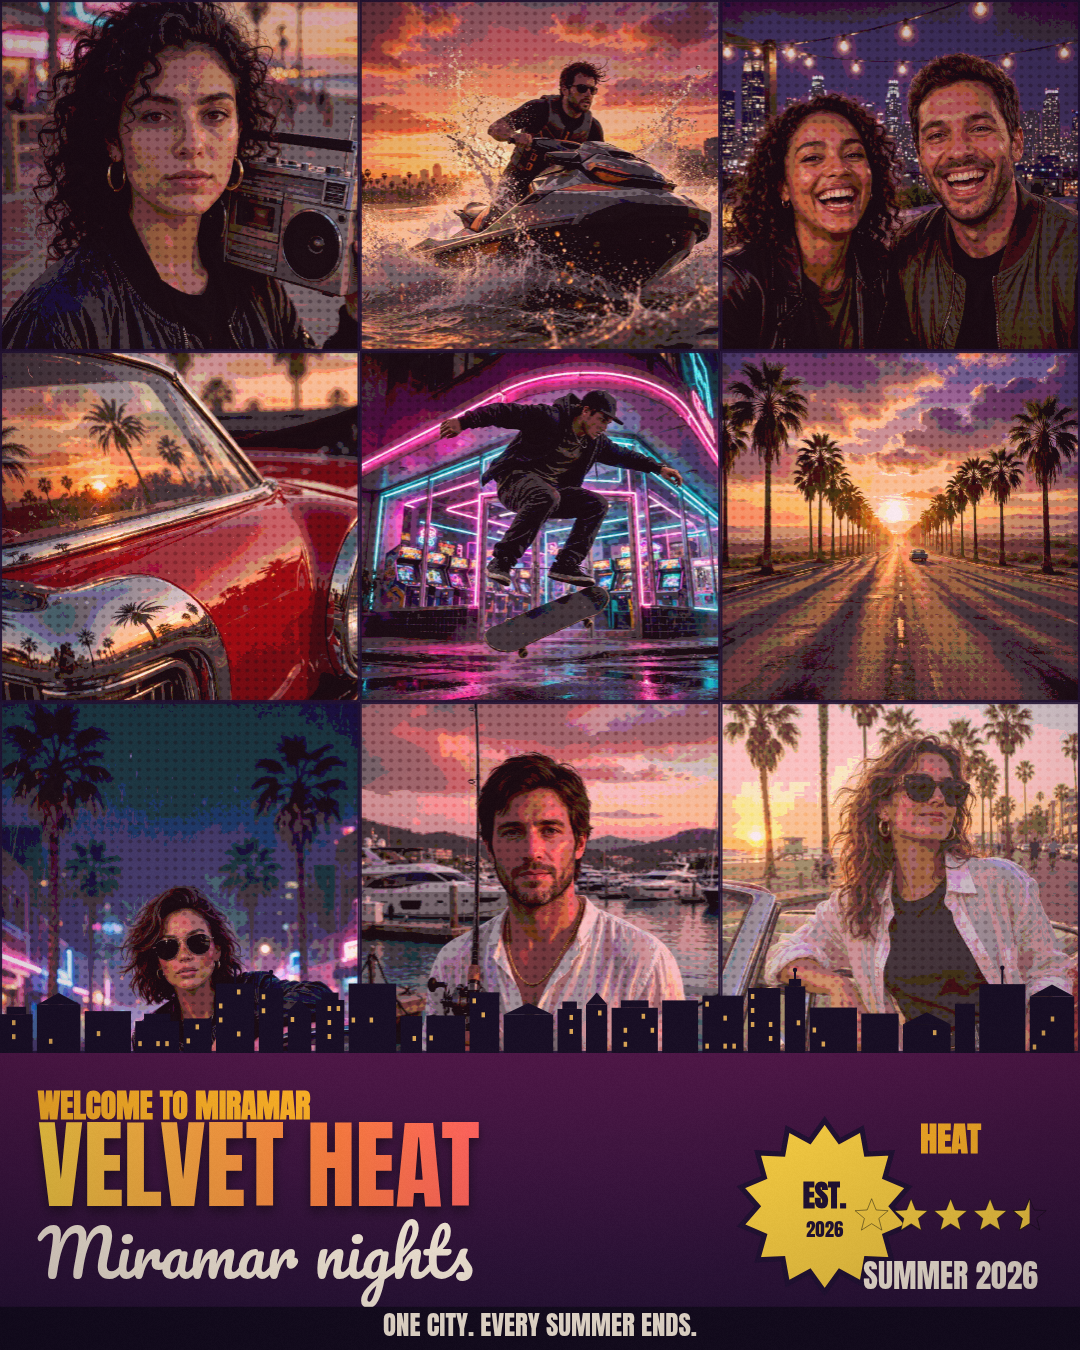 WELCOME TO MIRAMAR
VELVET HEAT
Miramar nights
EST.
2026
HEAT
SUMMER 2026
ONE CITY. EVERY SUMMER ENDS.